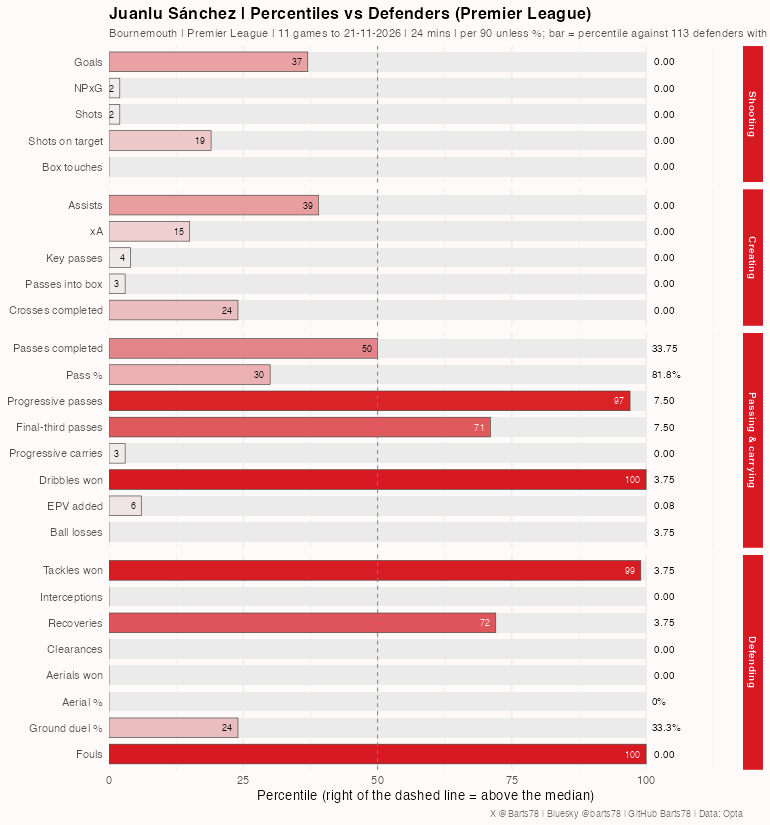 Juanlu Sánchez | Percentiles vs Defenders (Premier League)
Bournemouth | Premier League | 11 games to 21-11-2026 | 24 mins | per 90 unless %; bar = percentile against 113 defenders with
Goals 37 0.00
NPxG 2 0.00
Shots 2 0.00
Shots on target 19 0.00
Box touches 0.00
Shooting
Assists 39 0.00
xA 15 0.00
Key passes 4 0.00
Passes into box 3 0.00
Crosses completed 24 0.00
Creating
Passes completed 50 33.75
Pass % 30 81.8%
Progressive passes 97 7.50
Final-third passes 71 7.50
Progressive carries 3 0.00
Dribbles won 100 3.75
EPV added 6 0.08
Ball losses 3.75
Passing & carrying
Tackles won 99 3.75
Interceptions 0.00
Recoveries 72 3.75
Clearances 0.00
Aerials won 0.00
Aerial % 0%
Ground duel % 24 33.3%
Fouls 100 0.00
Defending
0 25 50 75 100
Percentile (right of the dashed line = above the median)
X @Barts78 | Bluesky @barts78 | GitHub Barts78 | Data: Opta